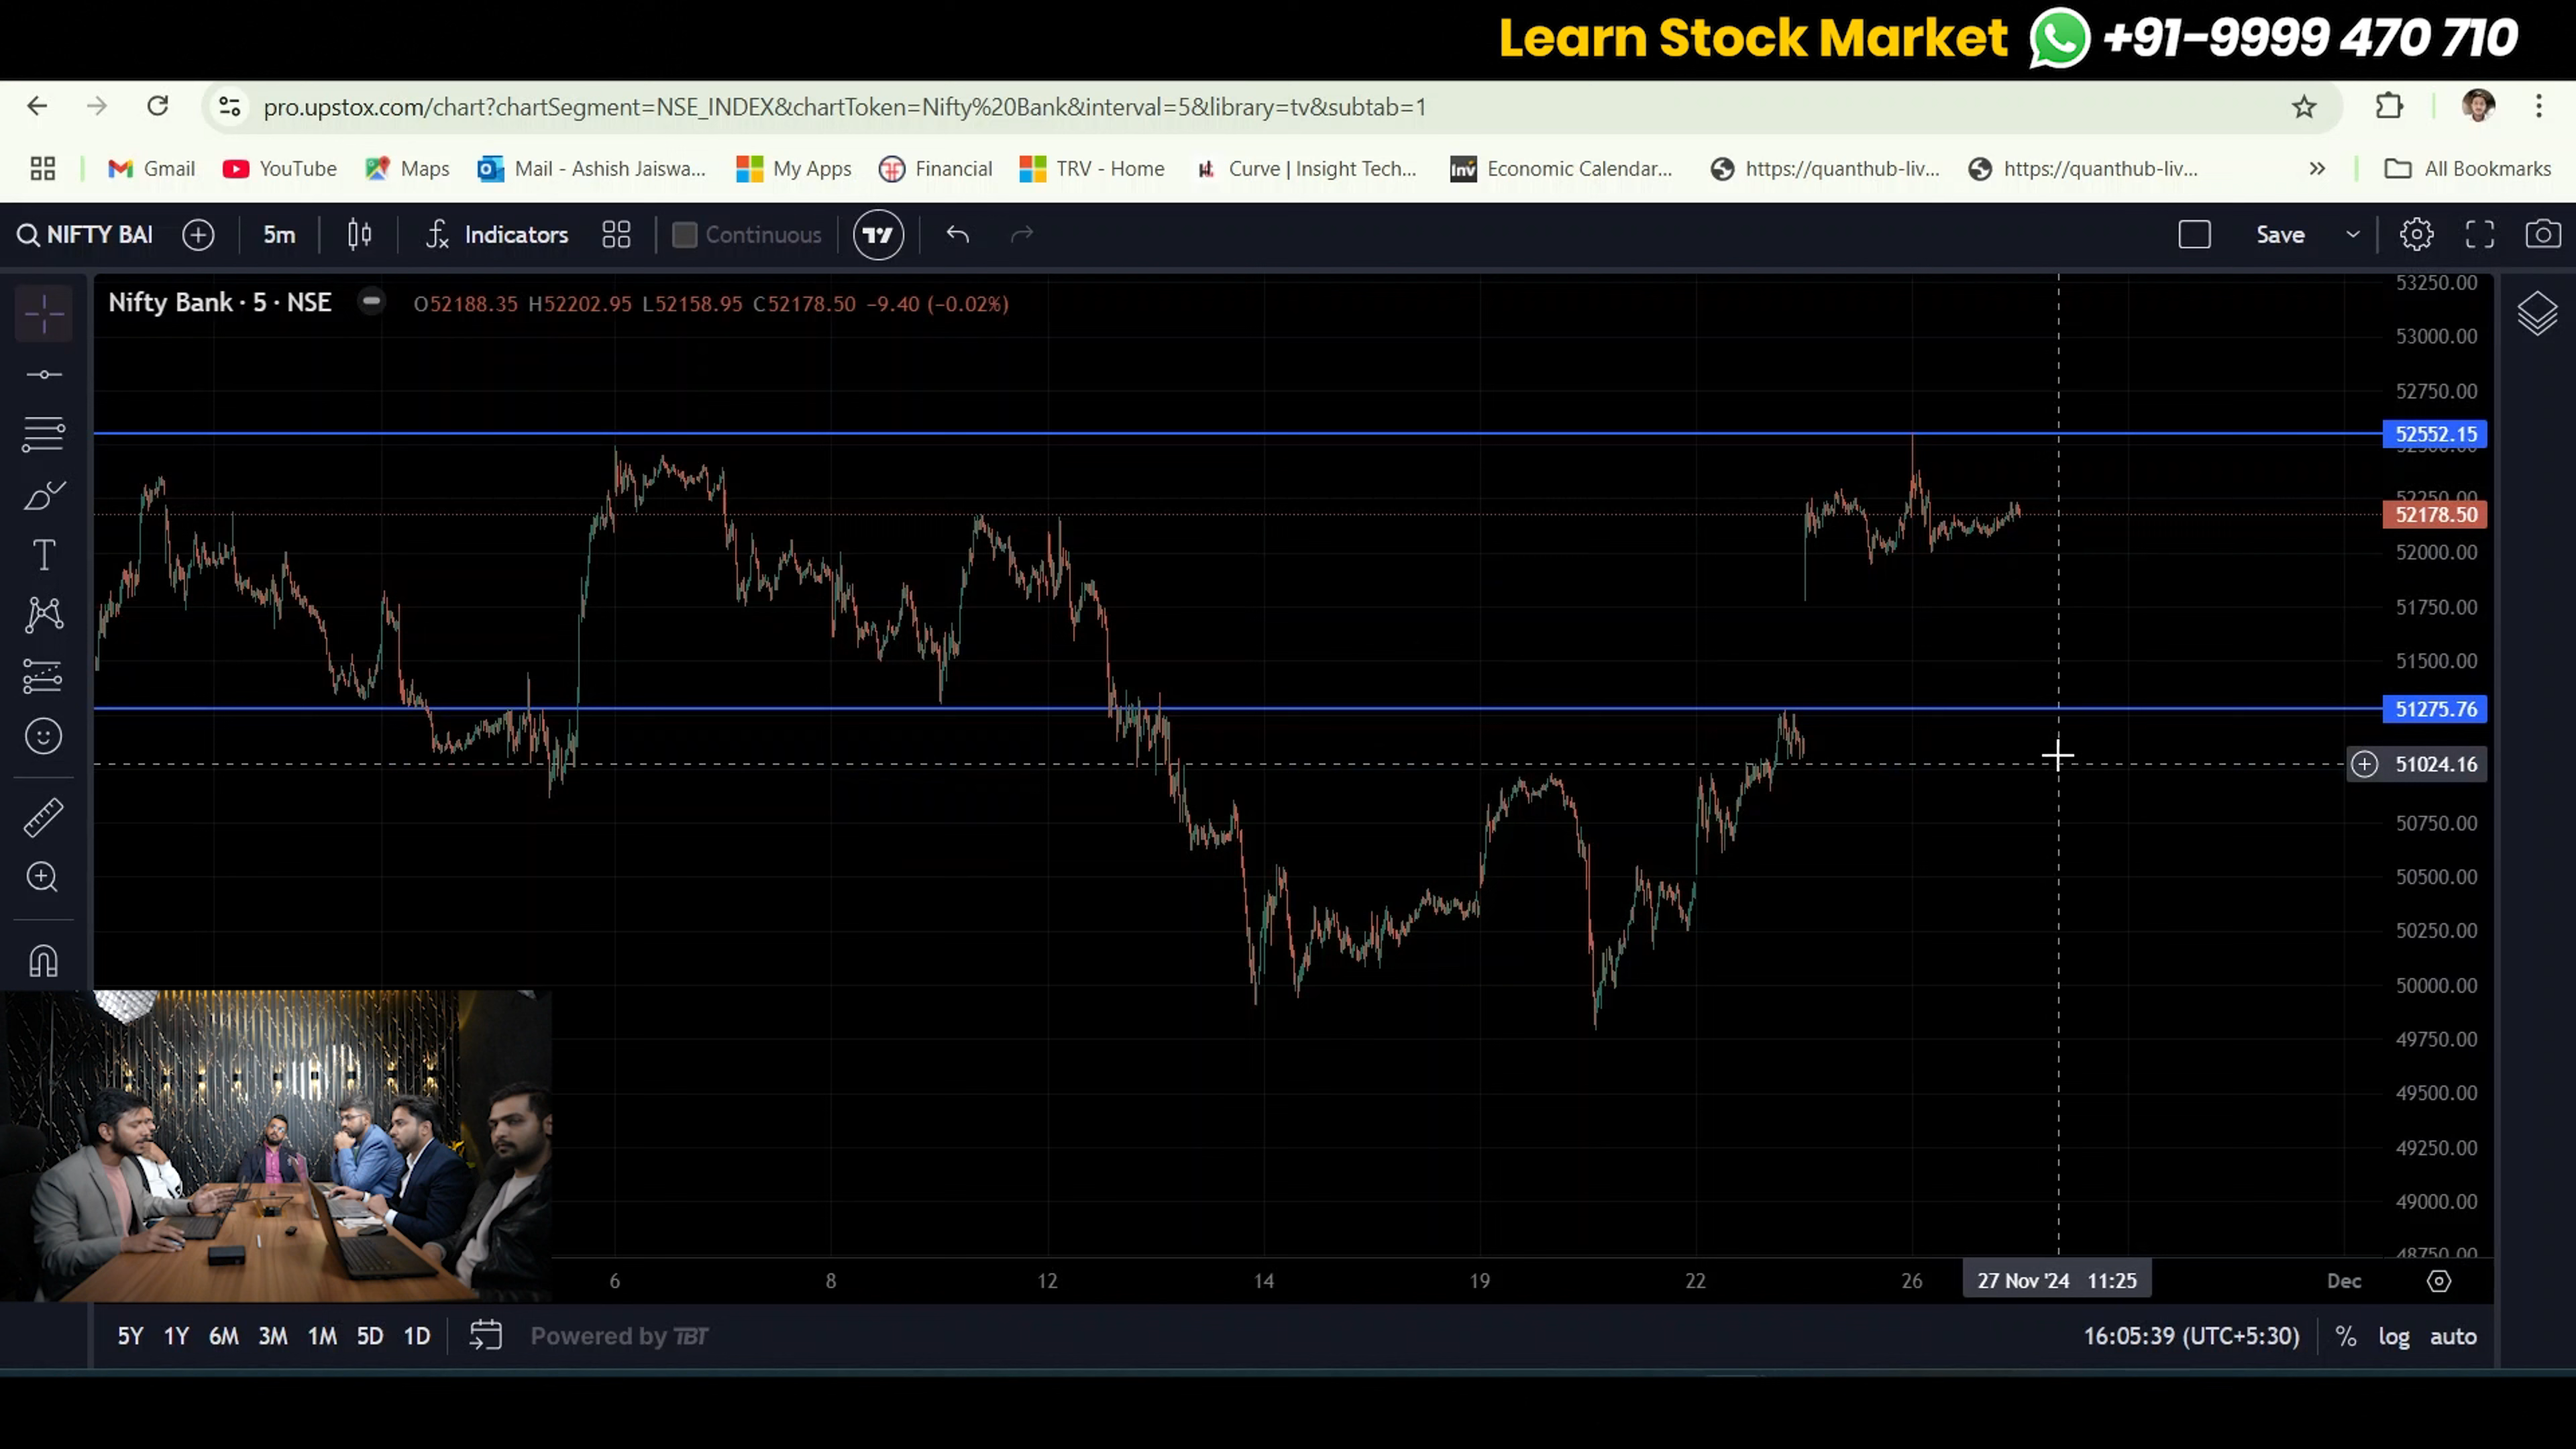 Learn Stock Market +91-9999 470 710
pro.upstox.com/chart?chartSegment=NSE_INDEX&chartToken=Nifty%20Bank&interval=5&library=tv&subtab=1
Gmail YouTube Maps Mail - Ashish Jaiswa... My Apps Financial TRV - Home Curve | Insight Tech... Inv Economic Calendar... https://quanthub-liv... https://quanthub-liv... » All Bookmarks
NIFTY BAI 5m Indicators Continuous Save
Nifty Bank · 5 · NSE O52188.35 H52202.95 L52158.95 C52178.50 −9.40 (−0.02%)
53250.00
53000.00
52750.00
52552.15
52250.00
52178.50
52000.00
51750.00
51500.00
51275.76
51024.16
50750.00
50500.00
50250.00
50000.00
49750.00
49500.00
49250.00
49000.00
48750.00
6 8 12 14 19 22 26 27 Nov '24 11:25 Dec
5Y 1Y 6M 3M 1M 5D 1D Powered by TBT 16:05:39 (UTC+5:30) % log auto